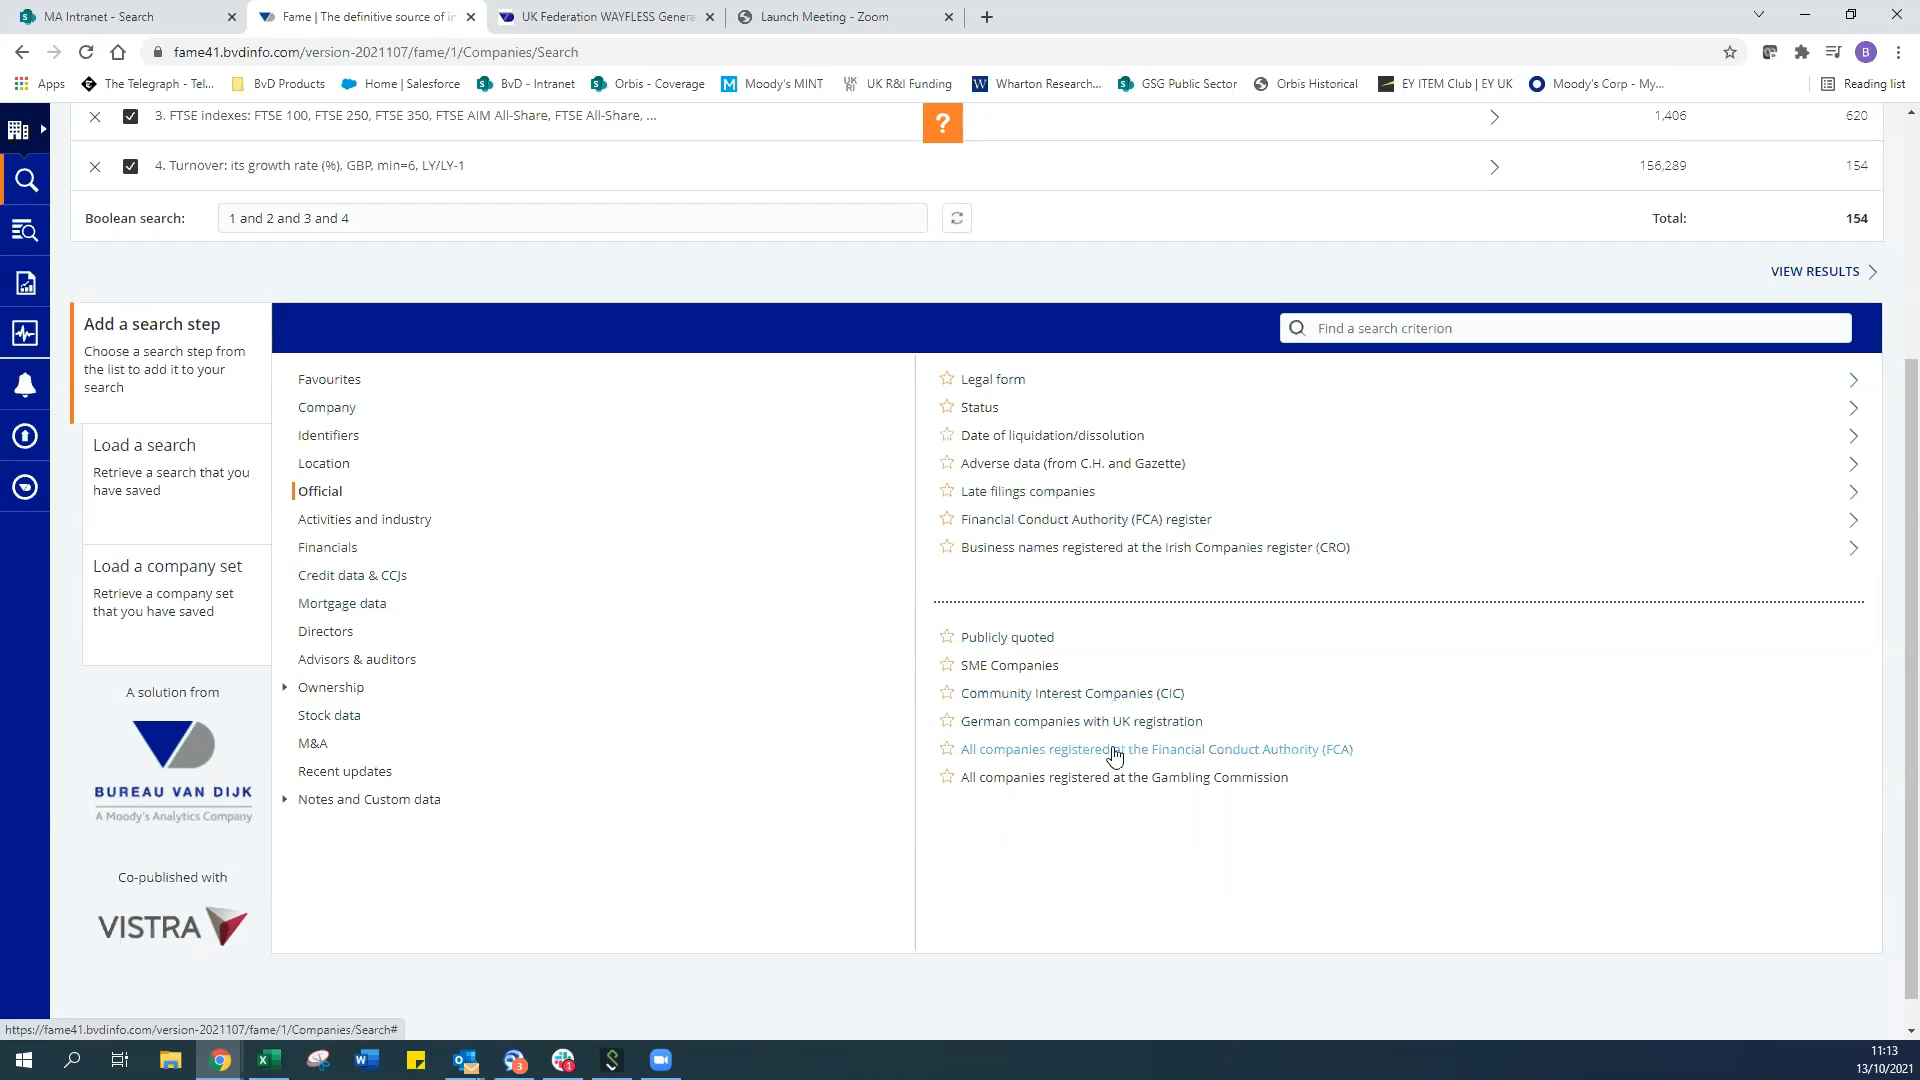 MA Intranet - Search
Fame | The definitive source of in
UK Federation WAYFLESS Genera
Launch Meeting - Zoom
fame41.bvdinfo.com/version-2021107/fame/1/Companies/Search
B
Apps
The Telegraph - Tel...
BvD Products
Home | Salesforce
BvD - Intranet
Orbis - Coverage
Moody's MINT
UK R&I Funding
Wharton Research...
GSG Public Sector
Orbis Historical
EY ITEM Club | EY UK
Moody's Corp - My...
Reading list
3. FTSE indexes: FTSE 100, FTSE 250, FTSE 350, FTSE AIM All-Share, FTSE All-Share, ...
?
1,406
620
4. Turnover: its growth rate (%), GBP, min=6, LY/LY-1
156,289
154
Boolean search:
1 and 2 and 3 and 4
Total:
154
VIEW RESULTS
Add a search step
Choose a search step from
the list to add it to your
search
Load a search
Retrieve a search that you
have saved
Load a company set
Retrieve a company set
that you have saved
A solution from
BUREAU VAN DIJK
A Moody's Analytics Company
Co-published with
VISTRA
Find a search criterion
Favourites
Company
Identifiers
Location
Official
Activities and industry
Financials
Credit data & CCJs
Mortgage data
Directors
Advisors & auditors
Ownership
Stock data
M&A
Recent updates
Notes and Custom data
Legal form
Status
Date of liquidation/dissolution
Adverse data (from C.H. and Gazette)
Late filings companies
Financial Conduct Authority (FCA) register
Business names registered at the Irish Companies register (CRO)
Publicly quoted
SME Companies
Community Interest Companies (CIC)
German companies with UK registration
All companies registered at the Financial Conduct Authority (FCA)
All companies registered at the Gambling Commission
https://fame41.bvdinfo.com/version-2021107/fame/1/Companies/Search#
3
1
11:13
13/10/2021